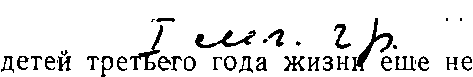 I мл. гр.
детей третьего года жизни еще не